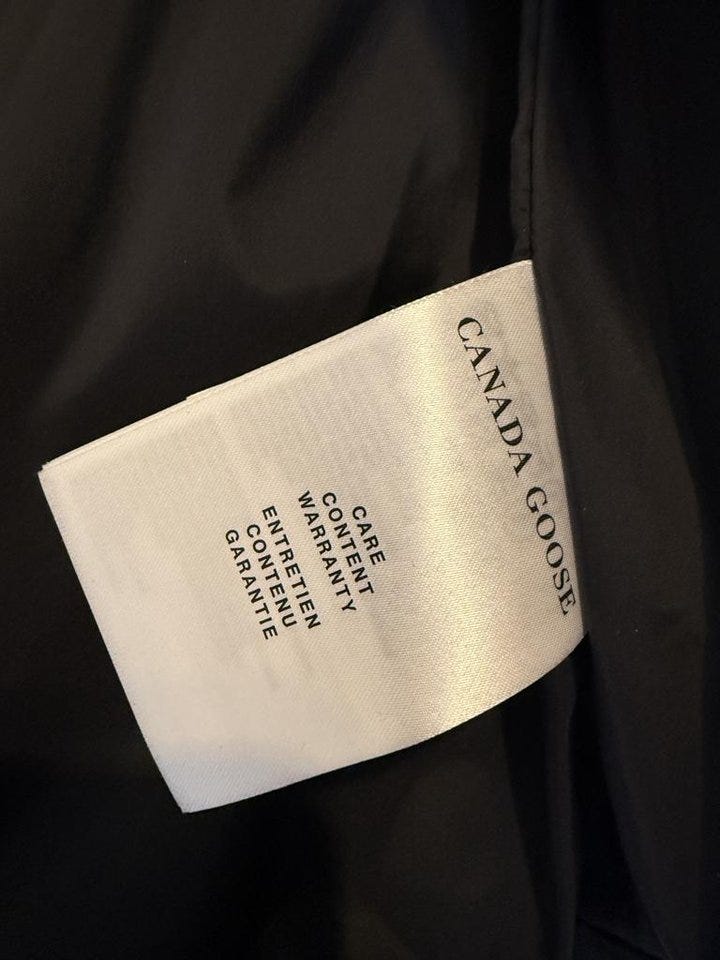 CANADA GOOSE
CARE
CONTENT
WARRANTY
ENTRETIEN
CONTENU
GARANTIE